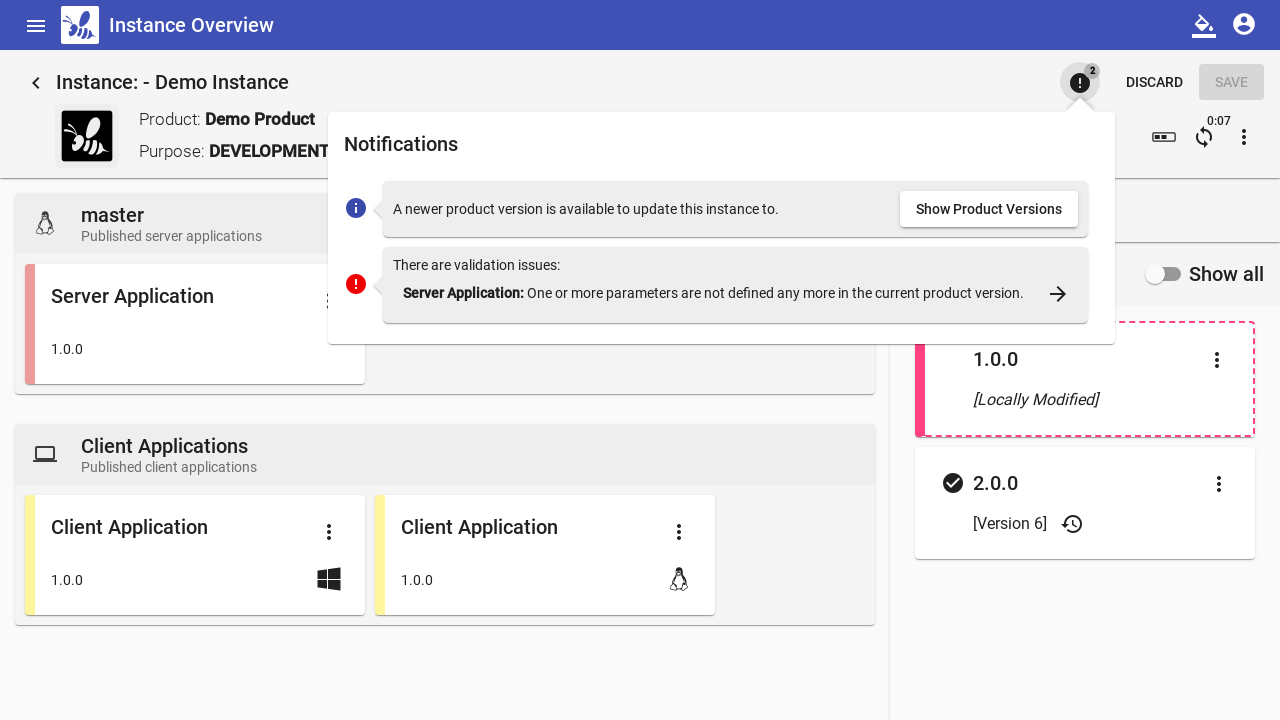 Instance Overview
Instance: - Demo Instance
2
DISCARD
SAVE
Product: Demo Product
Purpose: DEVELOPMENT
0:07
Notifications
A newer product version is available to update this instance to.
Show Product Versions
There are validation issues:
Server Application: One or more parameters are not defined any more in the current product version.
master
Published server applications
Show all
Server Application
1.0.0
1.0.0
[Locally Modified]
Client Applications
Published client applications
2.0.0
[Version 6]
Client Application
1.0.0
Client Application
1.0.0